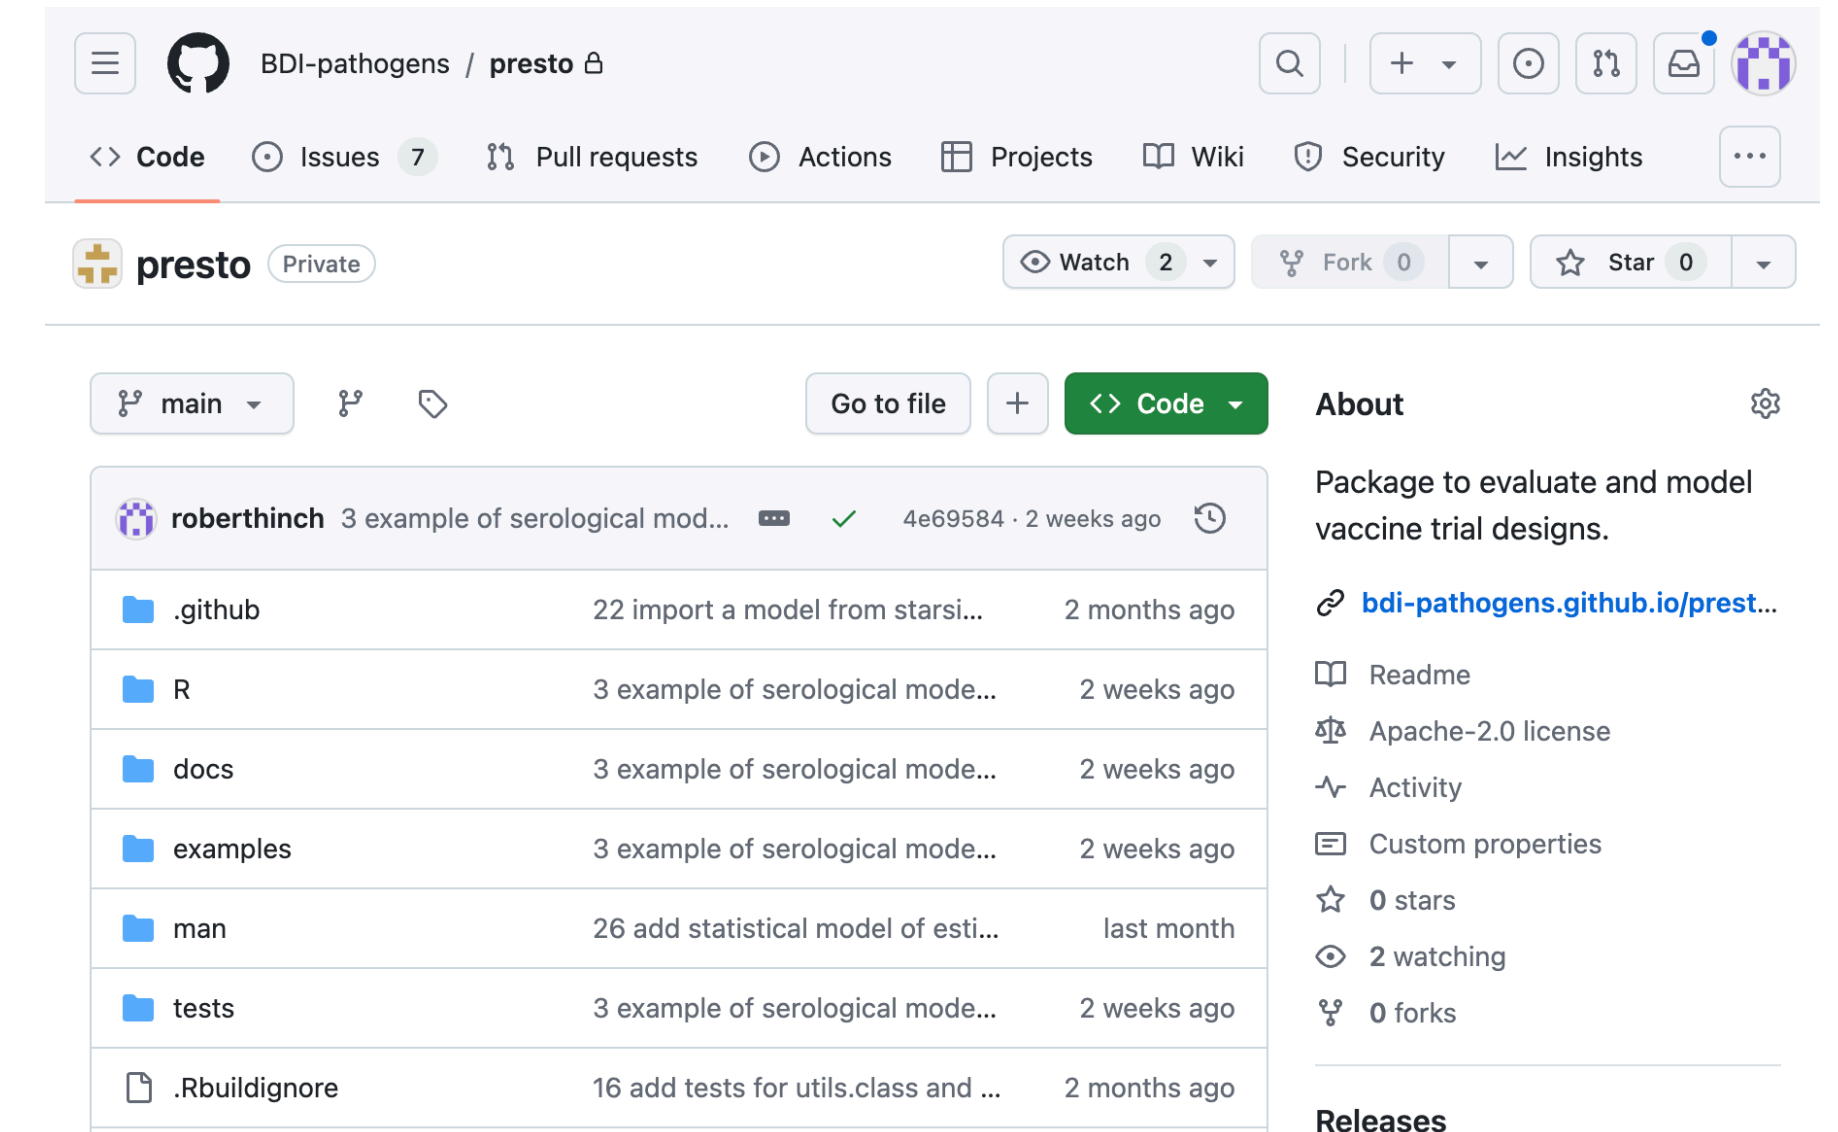 BDI-pathogens / presto
Code Issues 7 Pull requests Actions Projects Wiki Security Insights
presto Private Watch 2 Fork 0 Star 0
main Go to file Code
roberthinch 3 example of serological mod... 4e69584 · 2 weeks ago
.github 22 import a model from starsi... 2 months ago
R 3 example of serological mode... 2 weeks ago
docs 3 example of serological mode... 2 weeks ago
examples 3 example of serological mode... 2 weeks ago
man 26 add statistical model of esti... last month
tests 3 example of serological mode... 2 weeks ago
.Rbuildignore 16 add tests for utils.class and ... 2 months ago
About
Package to evaluate and model
vaccine trial designs.
bdi-pathogens.github.io/prest...
Readme
Apache-2.0 license
Activity
Custom properties
0 stars
2 watching
0 forks
Releases